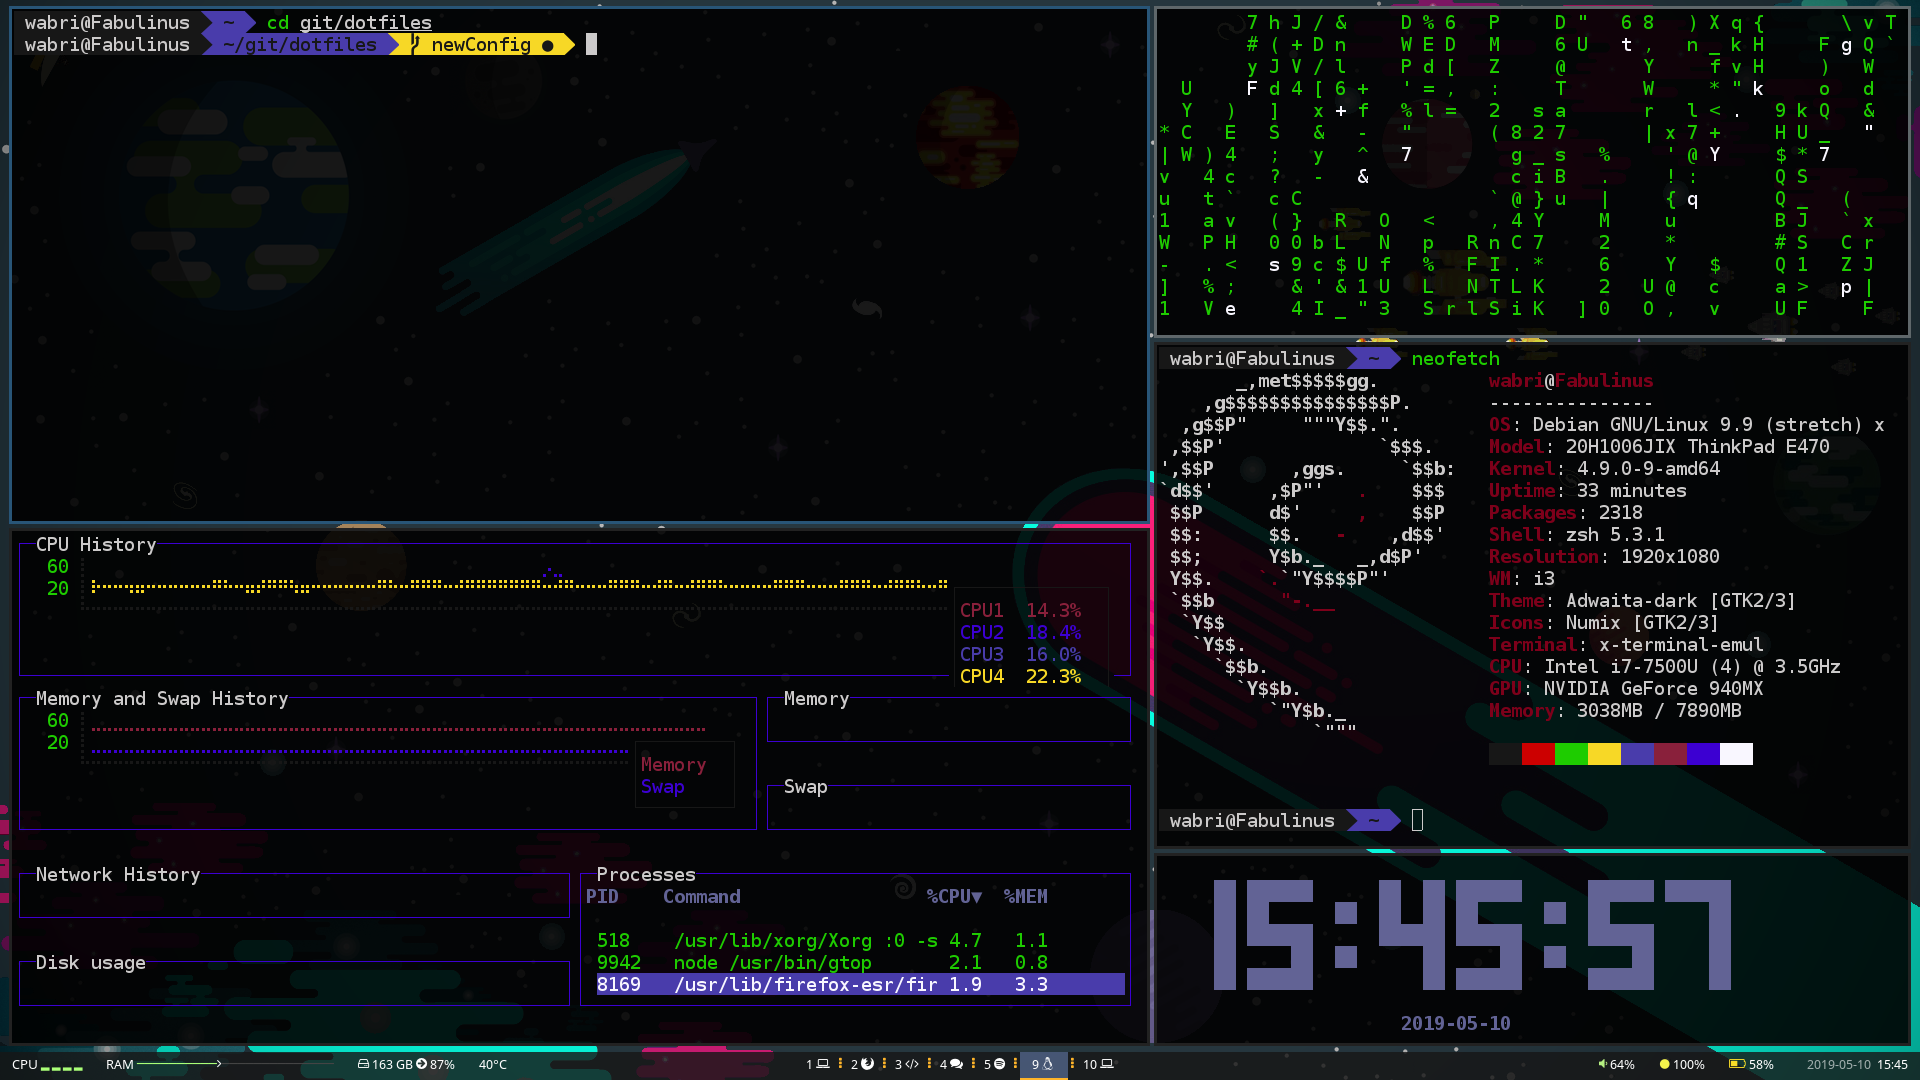 wabri@Fabulinus ~ cd git/dotfiles
wabri@Fabulinus ~/git/dotfiles newConfig ●
CPU History
60
20
CPU1 14.3%
CPU2 18.4%
CPU3 16.0%
CPU4 22.3%
Memory and Swap History
60
20
Memory
Swap
Memory
Swap
Network History
Disk usage
Processes
PID Command %CPU▼ %MEM
518 /usr/lib/xorg/Xorg :0 -s 4.7 1.1
9942 node /usr/bin/gtop 2.1 0.8
8169 /usr/lib/firefox-esr/fir 1.9 3.3
7 h J / & D % 6 P D " 6 8 ) X q { \ v T
# ( + D n W E D M 6 U t , n _ k H F g Q `
y J V / l P d [ Z @ Y f v H ) W
U F d 4 [ 6 + ' = , : T W * " k o d
Y ) ] x + f % l = 2 s a r l < . 9 k Q &
* C E S & - " ( 8 2 7 | x 7 + H U _ "
| W ) 4 ; y ^ 7 g _ s % ' @ Y $ * 7
v 4 c ? - & c i B . ! : Q S
u t ` c C ` @ } u | { q Q _ (
1 a v ( } R O < , 4 Y M u B J ` x
W P H 0 0 b L N p R n C 7 2 * # S C r
- . < s 9 c $ U f % F I . * 6 Y $ Q 1 Z J
] % ; & ' & 1 U L N T L K 2 U @ c a > p |
1 V e 4 I _ " 3 S r l S i K ] 0 O , v U F F
wabri@Fabulinus ~ neofetch
_,met$$$$$gg.
,g$$$$$$$$$$$$$$$P.
,g$$P" """Y$$.".
,$$P' `$$$.
',$$P ,ggs. `$$b:
`d$$' ,$P"' . $$$
$$P d$' , $$P
$$: $$. - ,d$$'
$$; Y$b._ _,d$P'
Y$$. `.`"Y$$$$P"'
`$$b "-.__
`Y$$
`Y$$.
`$$b.
`Y$$b.
`"Y$b._
`"""
wabri@Fabulinus
---------------
OS: Debian GNU/Linux 9.9 (stretch) x
Model: 20H1006JIX ThinkPad E470
Kernel: 4.9.0-9-amd64
Uptime: 33 minutes
Packages: 2318
Shell: zsh 5.3.1
Resolution: 1920x1080
WM: i3
Theme: Adwaita-dark [GTK2/3]
Icons: Numix [GTK2/3]
Terminal: x-terminal-emul
CPU: Intel i7-7500U (4) @ 3.5GHz
GPU: NVIDIA GeForce 940MX
Memory: 3038MB / 7890MB
wabri@Fabulinus ~
15:45:57
2019-05-10
CPU RAM 163 GB 87% 40°C 1 2 3 </> 4 5 9 10 64% 100% 58% 2019-05-10 15:45